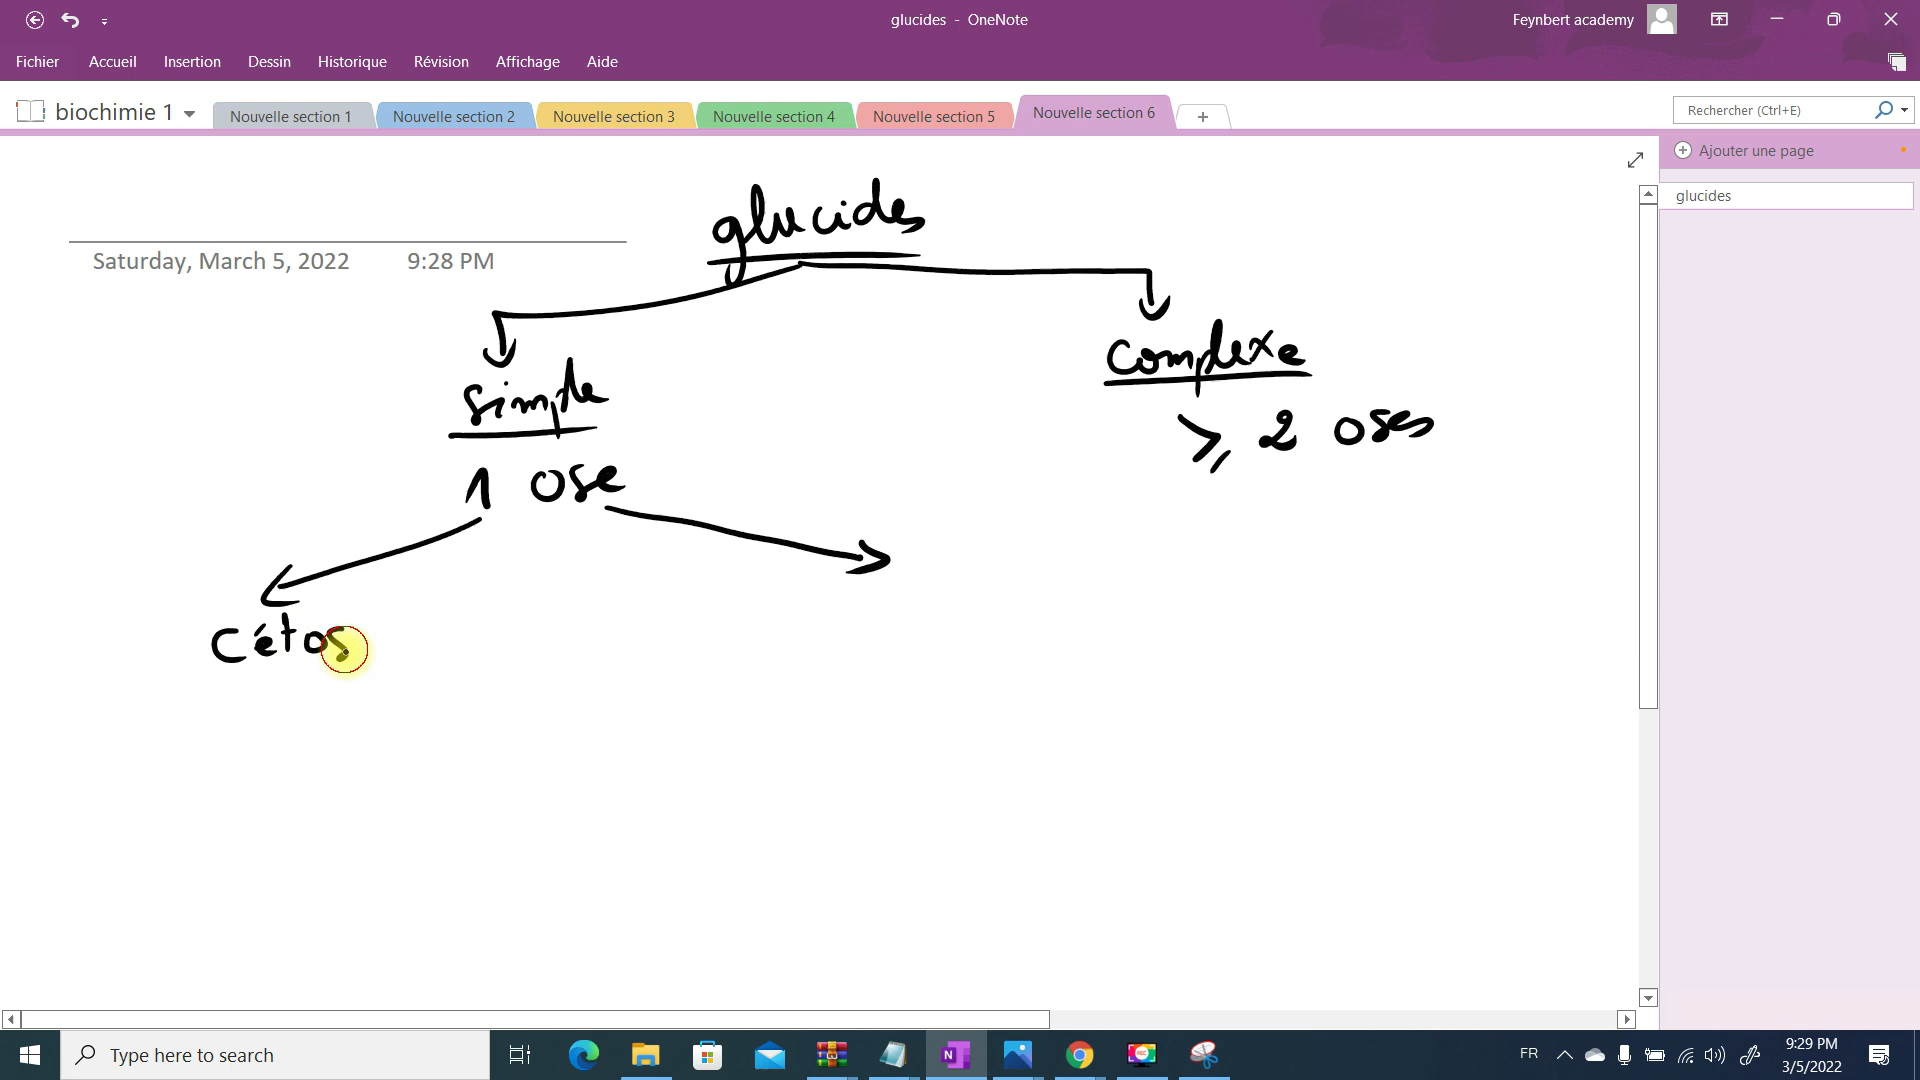 glucides - OneNote
Feynbert academy
Fichier Accueil Insertion Dessin Historique Révision Affichage Aide
biochimie 1
Nouvelle section 1 Nouvelle section 2 Nouvelle section 3 Nouvelle section 4 Nouvelle section 5 Nouvelle section 6 +
Rechercher (Ctrl+E)
Ajouter une page
glucides
glucides
Saturday, March 5, 2022 9:28 PM
simple
complexe
⩾ 2 oses
1 ose
Cétos
Type here to search
FR
9:29 PM
3/5/2022